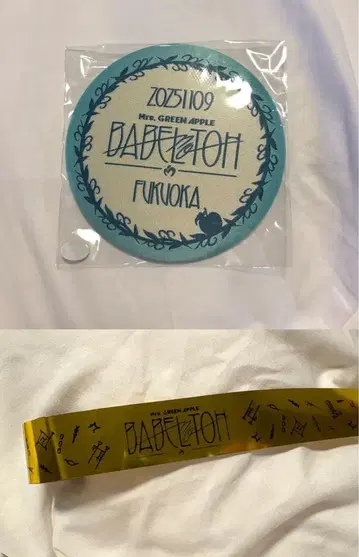 20251109
Mrs. GREEN APPLE
BABEL no TOH
FUKUOKA
Mrs. GREEN APPLE
BABEL no TOH